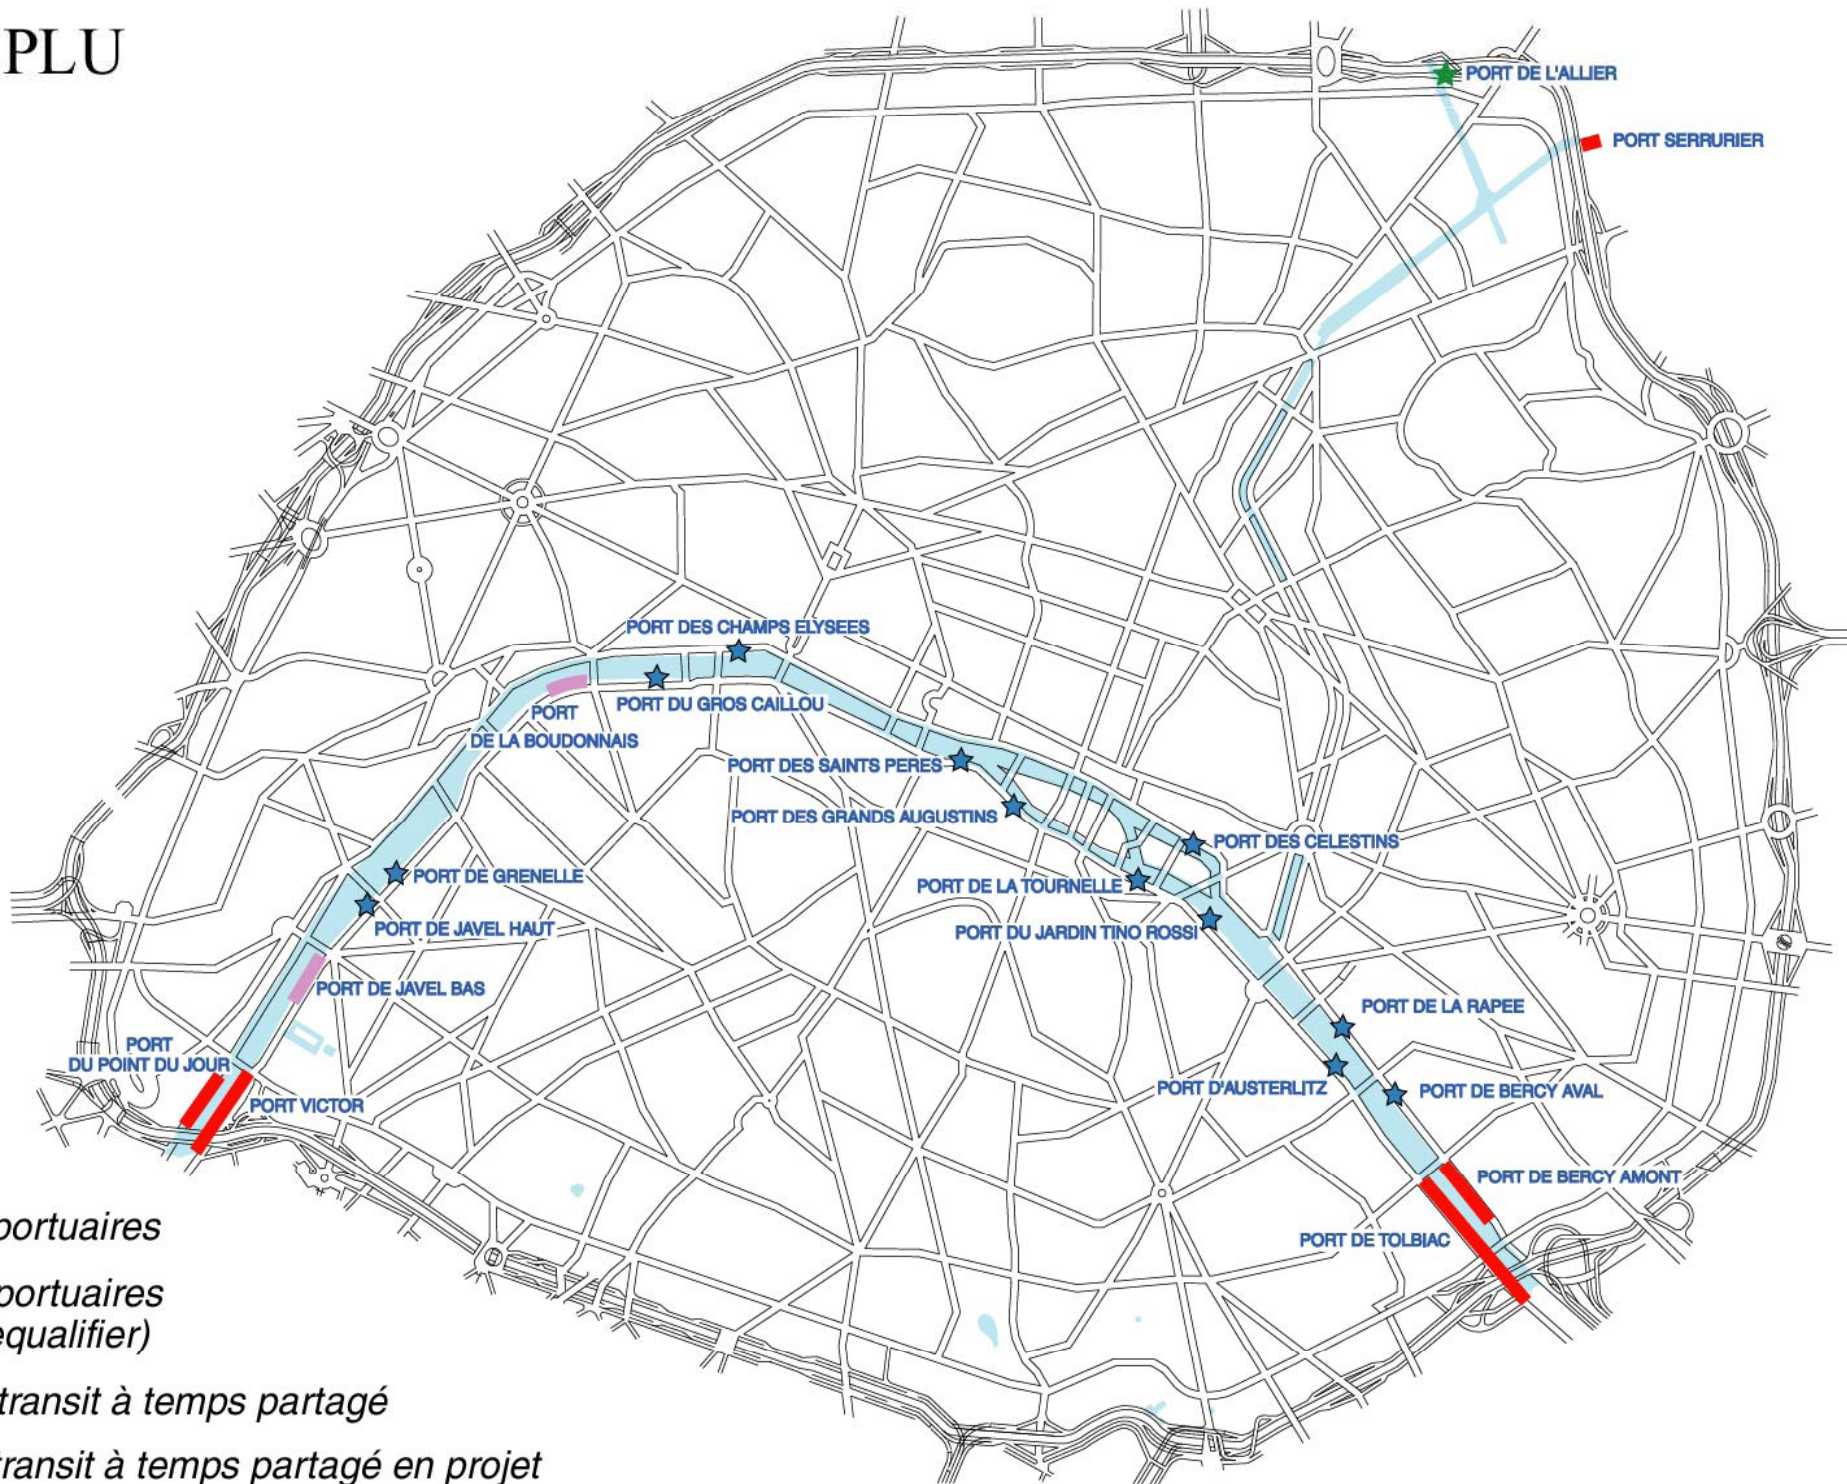 PLU
PORT DE L'ALLIER
PORT SERRURIER
PORT DES CHAMPS ELYSEES
PORT DU GROS CAILLOU
PORT
DE LA BOUDONNAIS
PORT DES SAINTS PERES
PORT DES GRANDS AUGUSTINS
PORT DES CELESTINS
PORT DE GRENELLE
PORT DE LA TOURNELLE
PORT DE JAVEL HAUT
PORT DU JARDIN TINO ROSSI
PORT DE JAVEL BAS
PORT DE LA RAPEE
PORT
DU POINT DU JOUR
PORT D'AUSTERLITZ
PORT DE BERCY AVAL
PORT VICTOR
PORT DE BERCY AMONT
PORT DE TOLBIAC
portuaires
portuaires
equalifier)
transit à temps partagé
transit à temps partagé en projet